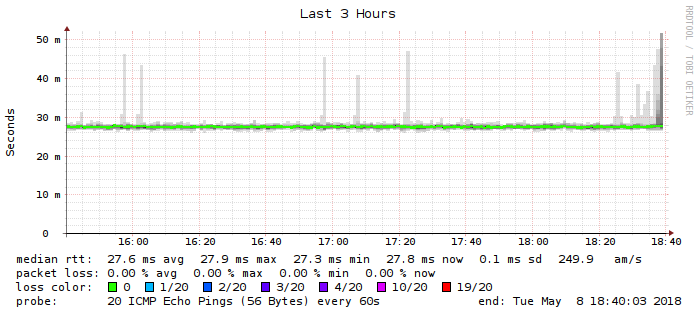 Last 3 Hours
RRDTOOL / TOBI OETIKER
Seconds
50 m
40 m
30 m
20 m
10 m
0
16:00 16:20 16:40 17:00 17:20 17:40 18:00 18:20 18:40
median rtt: 27.6 ms avg 27.9 ms max 27.3 ms min 27.8 ms now 0.1 ms sd 249.9 am/s
packet loss: 0.00 % avg 0.00 % max 0.00 % min 0.00 % now
loss color: 0 1/20 2/20 3/20 4/20 10/20 19/20
probe: 20 ICMP Echo Pings (56 Bytes) every 60s end: Tue May 8 18:40:03 2018